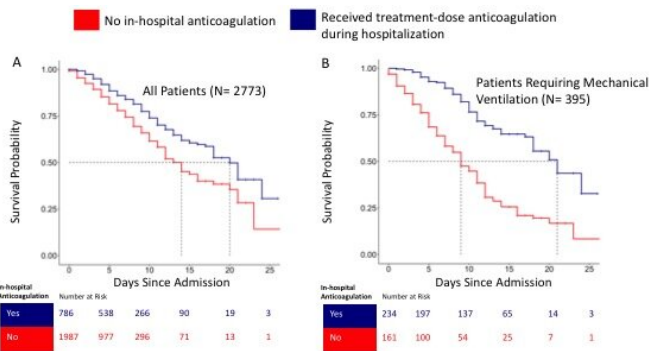 No in-hospital anticoagulation
Received treatment-dose anticoagulation
during hospitalization
A
All Patients (N= 2773)
Survival Probability
1.00
0.75
0.50
0.25
0.00
0 5 10 15 20 25
Days Since Admission
In-hospital
Anticoagulation
Number at Risk
Yes 786 538 266 90 19 3
No 1987 977 296 71 13 1
B
Patients Requiring Mechanical
Ventilation (N= 395)
Survival Probability
1.00
0.75
0.50
0.25
0.00
0 5 10 15 20 25
Days Since Admission
In-hospital
Anticoagulation
Number at Risk
Yes 234 197 137 65 14 3
No 161 100 54 25 7 1